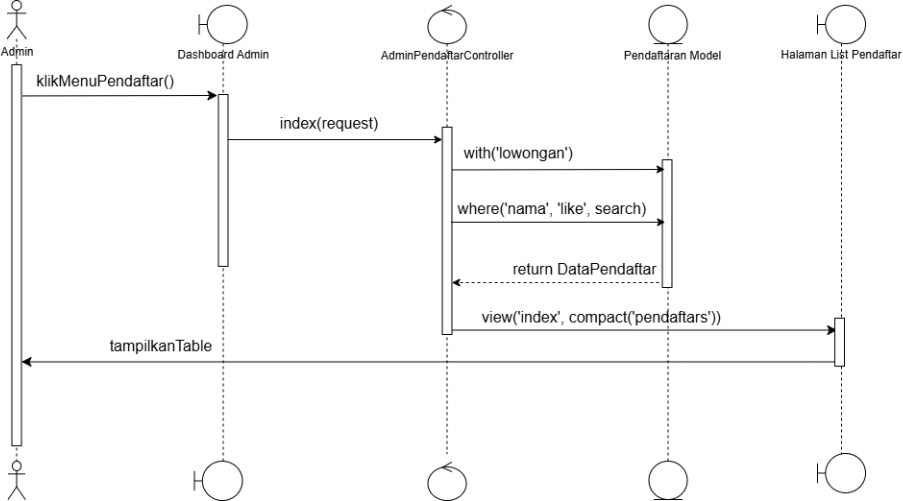 Admin
Dashboard Admin
AdminPendaftarController
Pendaftaran Model
Halaman List Pendaftar
klikMenuPendaftar()
index(request)
with('lowongan')
where('nama', 'like', search)
return DataPendaftar
view('index', compact('pendaftars'))
tampilkanTable